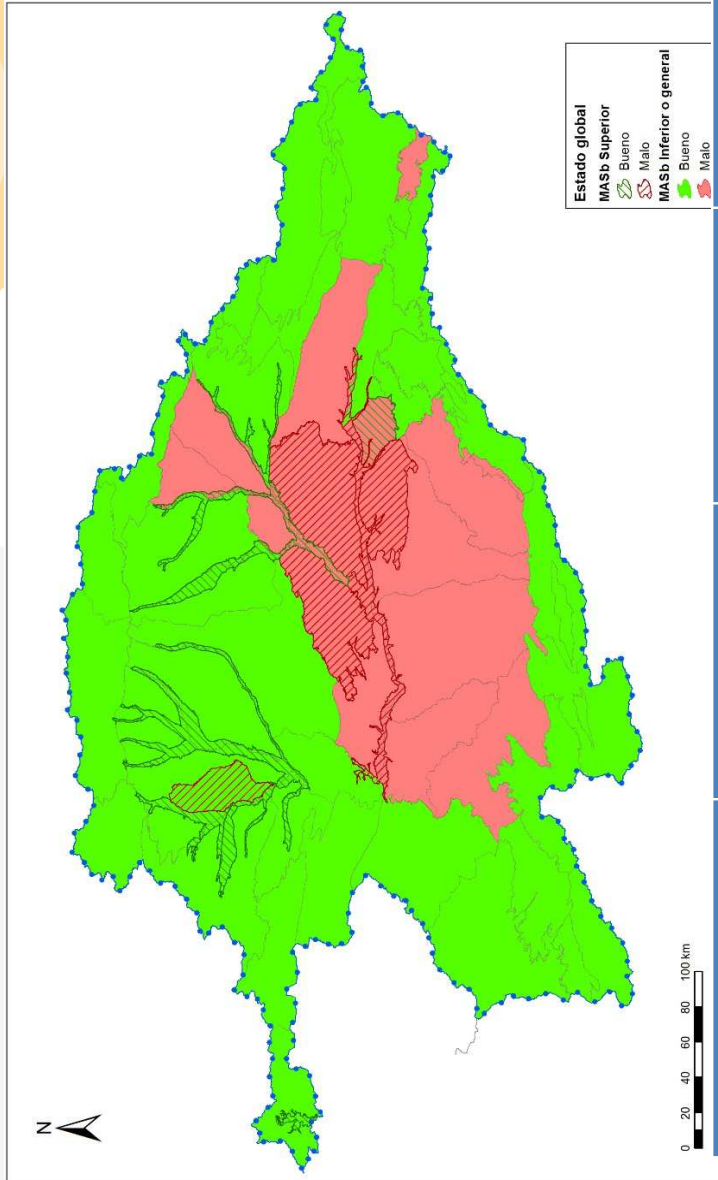 N
Estado global
MASb Superior
Bueno
Malo
MASb Inferior o general
Bueno
Malo
0 20 40 60 80 100 km